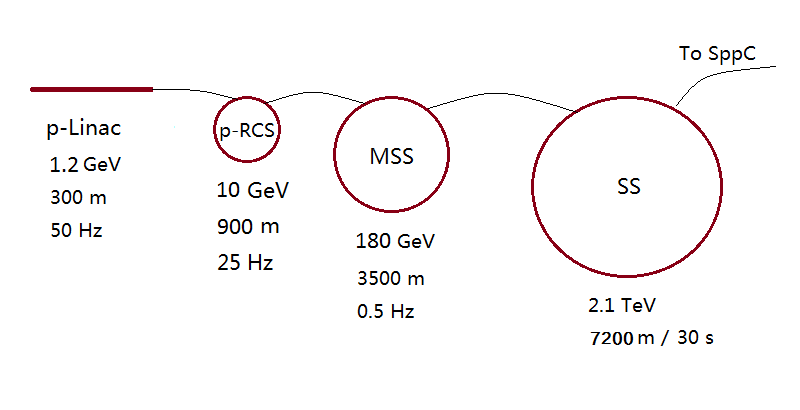 To SppC
p-Linac
1.2 GeV
300 m
50 Hz
p-RCS
10 GeV
900 m
25 Hz
MSS
180 GeV
3500 m
0.5 Hz
SS
2.1 TeV
7200 m / 30 s